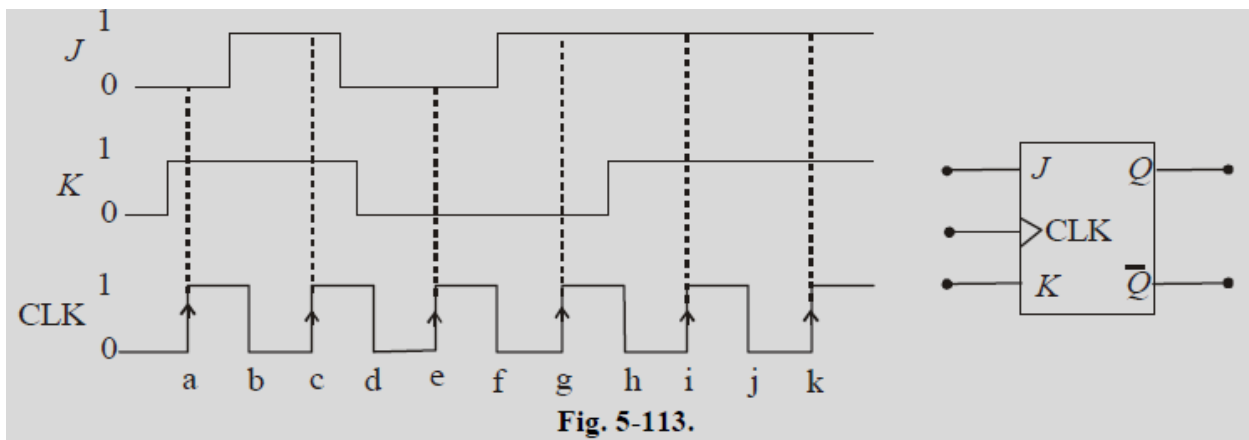 1
J
0
1
K
0
1
CLK
0
a b c d e f g h i j k
J Q
CLK
K Q̅
Fig. 5-113.